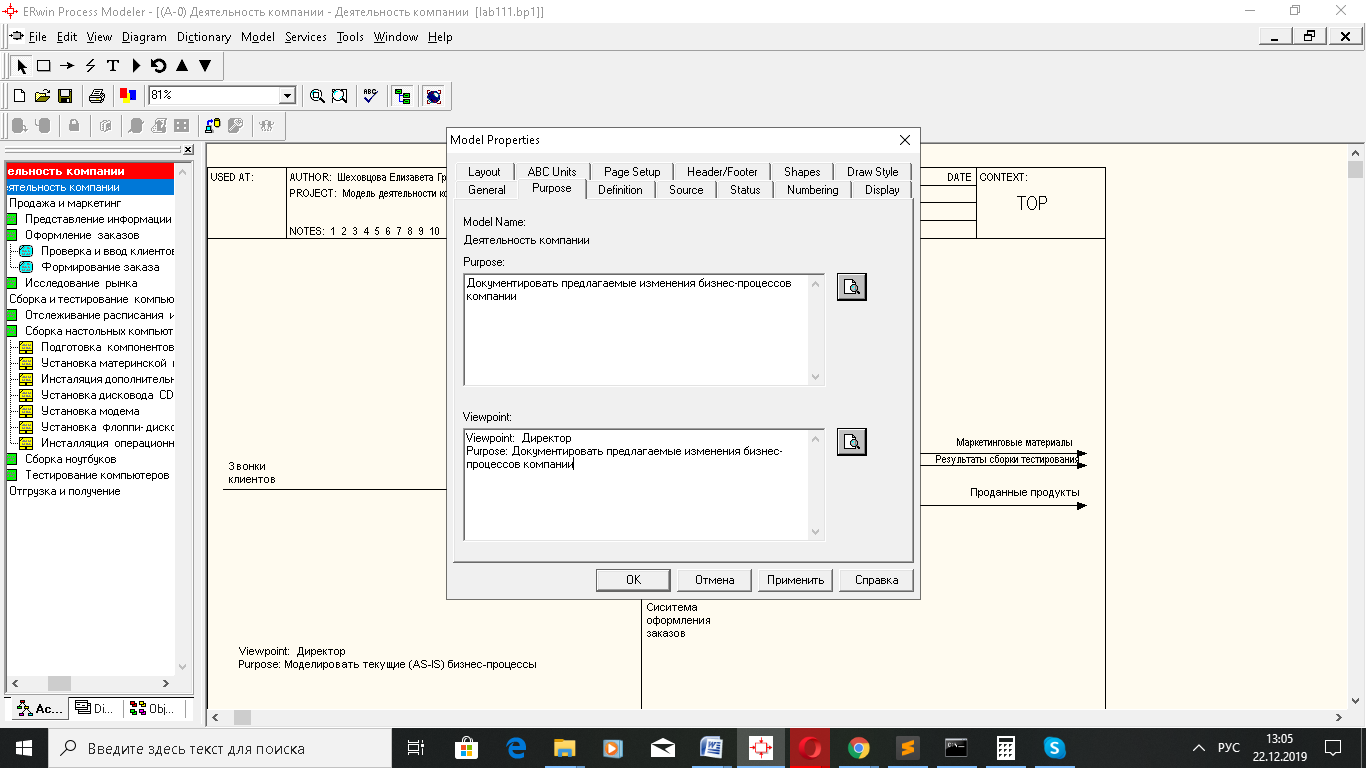 ERwin Process Modeler - [(A-0) Деятельность компании - Деятельность компании [lab111.bp1]]
File Edit View Diagram Dictionary Model Services Tools Window Help
81%
ельность компании
ятельность компании
Продажа и маркетинг
Представление информации
Оформление заказов
Проверка и ввод клиентов
Формирование заказа
Исследование рынка
Сборка и тестирование компью
Отслеживание расписания и
Сборка настольных компьют
Подготовка компонентов
Установка материнской
Инсталяция дополнительн
Установка дисковода CD
Установка модема
Установка флоппи-диско
Инсталляция операционн
Сборка ноутбуков
Тестирование компьютеров
Отгрузка и получение
Ac... Di... Obj...
USED AT:
AUTHOR: Шеховцова Елизавета Гр
PROJECT: Модель деятельности ко
NOTES: 1 2 3 4 5 6 7 8 9 10
DATE
CONTEXT:
TOP
Model Properties
Layout ABC Units Page Setup Header/Footer Shapes Draw Style
General Purpose Definition Source Status Numbering Display
Model Name:
Деятельность компании
Purpose:
Документировать предлагаемые изменения бизнес-процессов
компании
Viewpoint:
Viewpoint: Директор
Purpose: Документировать предлагаемые изменения бизнес-
процессов компании
OK Отмена Применить Справка
Звонки
клиентов
Маркетинговые материалы
Результаты сборки тестирования
Проданные продукты
Сиситема
оформления
заказов
Viewpoint: Директор
Purpose: Моделировать текущие (AS-IS) бизнес-процессы
Введите здесь текст для поиска
РУС
13:05
22.12.2019